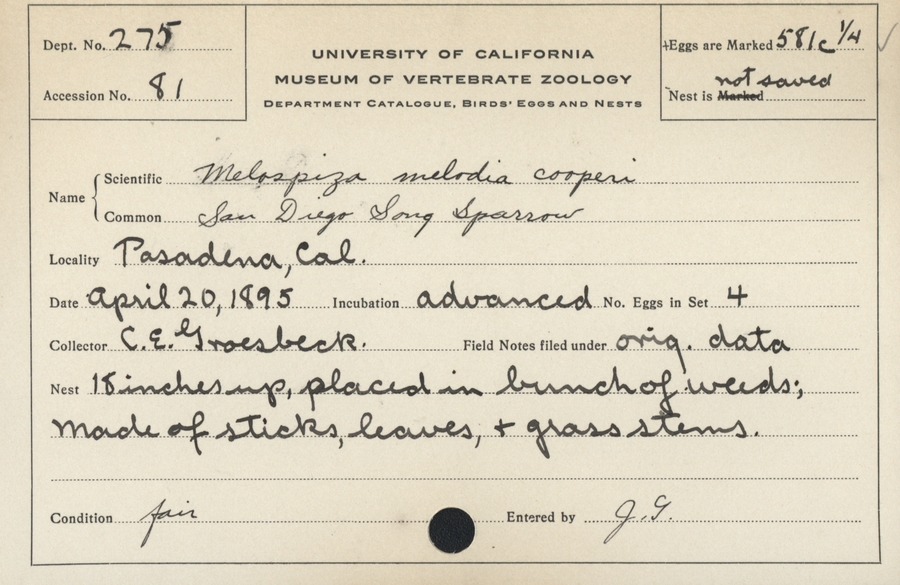 Dept. No. 275
Accession No. 81
UNIVERSITY OF CALIFORNIA
MUSEUM OF VERTEBRATE ZOOLOGY
DEPARTMENT CATALOGUE, BIRDS' EGGS AND NESTS
Eggs are Marked 581c 1/4 ✓
not saved
Nest is Marked
Name { Scientific Melospiza melodia cooperi
Common San Diego Song Sparrow
Locality Pasadena, Cal.
Date April 20, 1895 Incubation advanced No. Eggs in Set 4
Collector C.E. Groesbeck. Field Notes filed under orig. data
Nest 18 inches up, placed in bunch of weeds;
made of sticks, leaves, + grass stems.
Condition fair Entered by J.G.